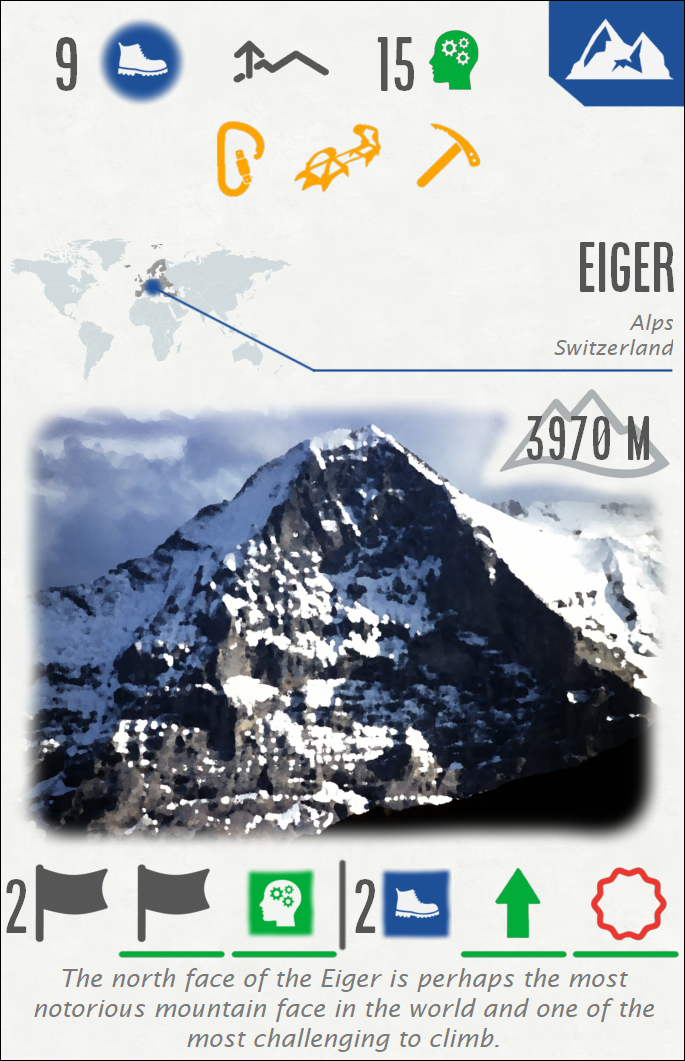 9 15
EIGER
Alps
Switzerland
3970 M
2 2
The north face of the Eiger is perhaps the most
notorious mountain face in the world and one of the
most challenging to climb.